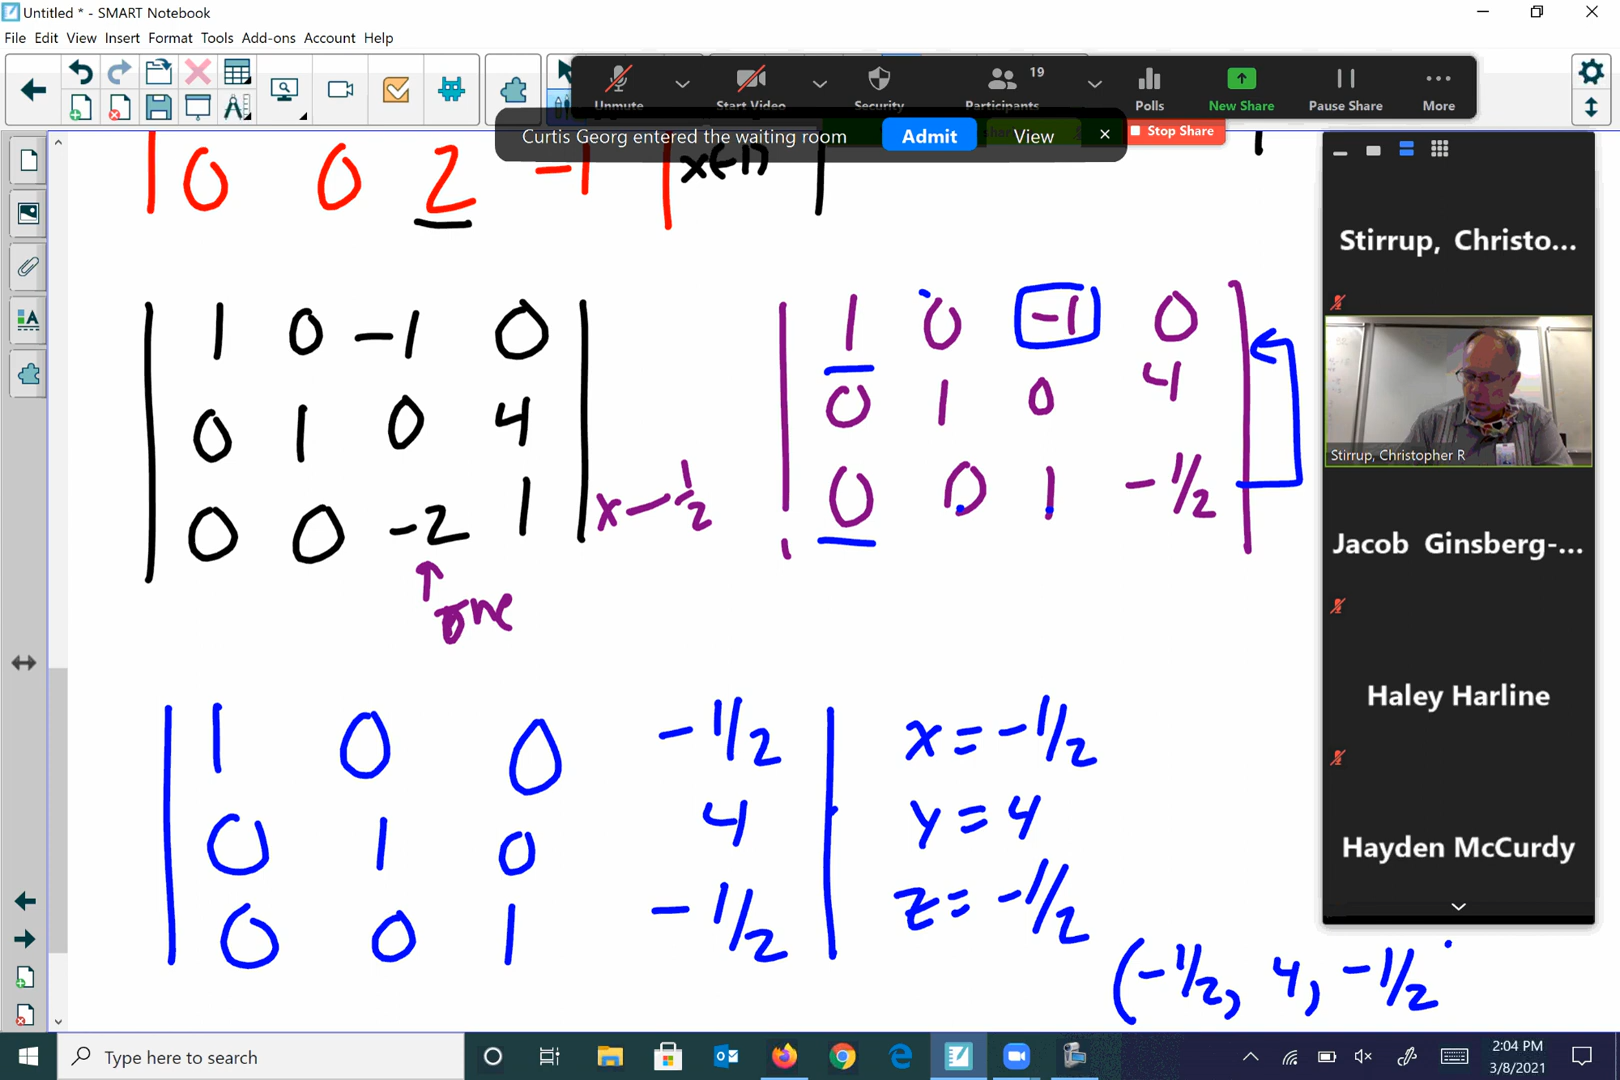 Untitled * - SMART Notebook
File Edit View Insert Format Tools Add-ons Account Help
Unmute
Start Video
Security
19
Participants
Polls
New Share
Pause Share
More
Curtis Georg entered the waiting room
Admit
View
Stop Share
0 0 2 -1
1 0 -1 0
0 1 0 4
0 0 -2 1
x - 1/2
one
1 0 -1 0
0 1 0 4
0 0 1 -1/2
1 0 0 -1/2
0 1 0 4
0 0 1 -1/2
x = -1/2
y = 4
z = -1/2
(-1/2, 4, -1/2
Stirrup, Christo...
Stirrup, Christopher R
Jacob Ginsberg-...
Haley Harline
Hayden McCurdy
Type here to search
2:04 PM
3/8/2021